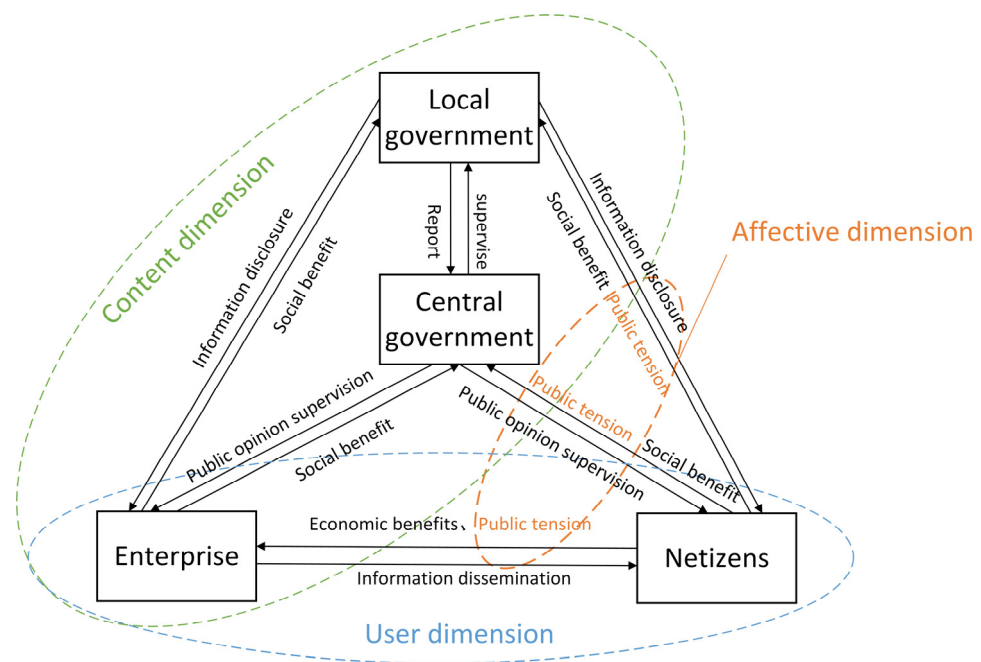 Local
government
Content dimension
Information disclosure
Social benefit
Report
supervise
Social benefit
Information disclosure
Affective dimension
Central
government
Public tension
Public opinion supervision
Social benefit
Public tension
Public opinion supervision
Social benefit
Economic benefits、Public tension
Enterprise
Netizens
Information dissemination
User dimension